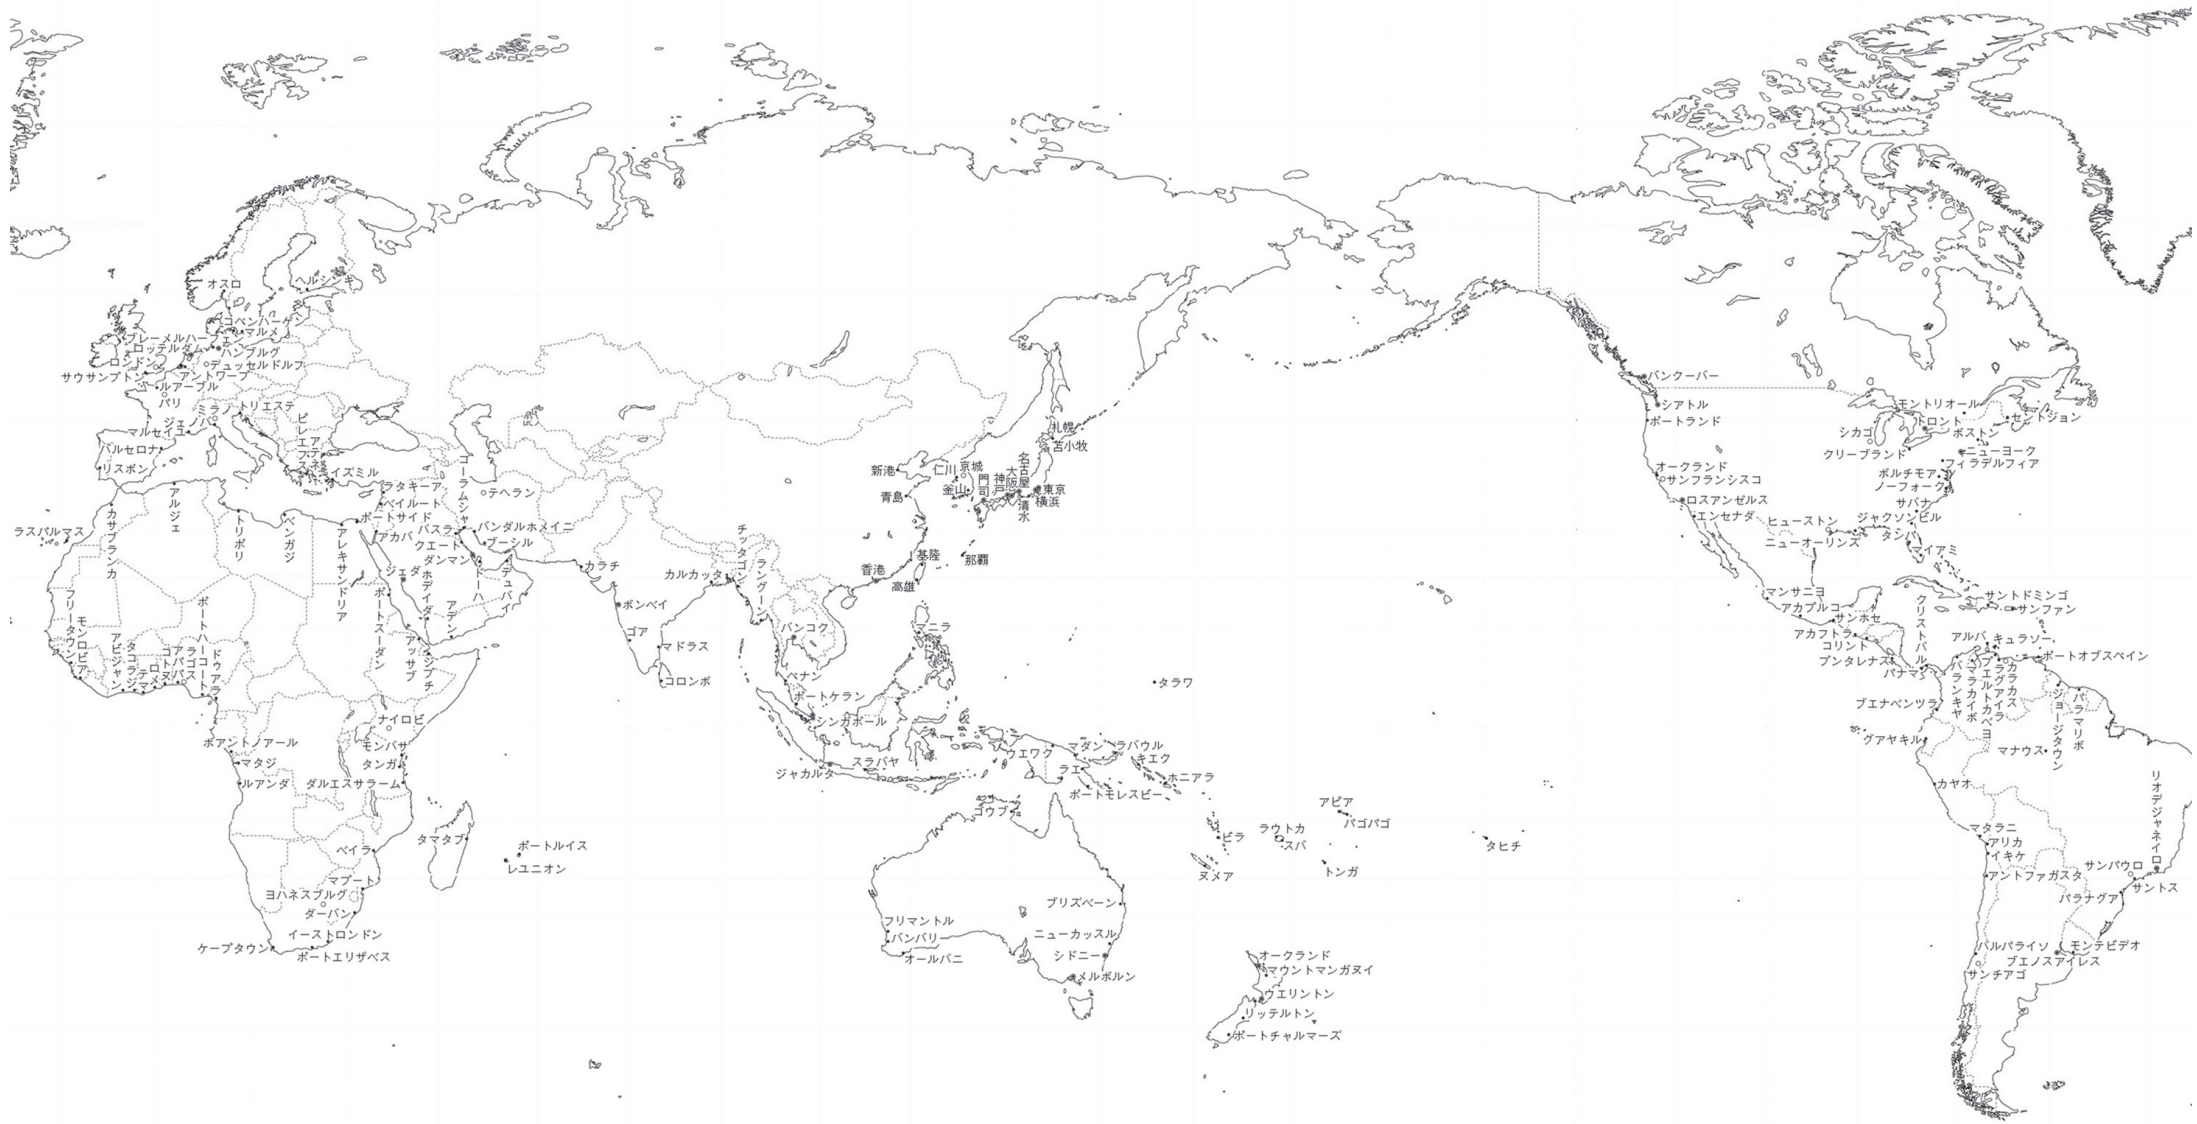 オスロ
ヘルシンキ
コペンハーゲン
マルメ
ブレーメルハーフェン
ロッテルダム
ハンブルグ
ロンドン
デュッセルドルフ
サウサンプトン
アントワープ
ルアーブル
パリ
ミラノ
トリエステ
ジェノバ
マルセイユ
バルセロナ
リスボン
ピレエフス
アテネ
イズミル
ラタキーア
ベイルート
ポートサイド
アカバ
ゴーラムシャ
テヘラン
バスラ
バンダルホメイニ
クエート
ブーシル
ダンマン
ドーハ
デュバイ
ジェダ
ホデイダ
アデン
ラスパルマス
カサブランカ
アルジェ
トリポリ
ベンガジ
アレキサンドリア
ポートスーダン
アッサブ
ジブチ
フリータウン
モンロビア
アビジャン
タコラジ
テマ
ロメ
コトヌ
アパパ
ラゴス
ポートハーコート
ドゥアラ
ナイロビ
モンバサ
タンガ
ダルエスサラーム
ポアントノアール
マタジ
ルアンダ
タマタブ
ポートルイス
レユニオン
ベイラ
マプート
ヨハネスブルグ
ダーバン
イーストロンドン
ケープタウン
ポートエリザベス
カラチ
ボンベイ
ゴア
マドラス
コロンボ
カルカッタ
チッタゴン
ラングーン
バンコク
ペナン
ポートケラン
シンガポール
ジャカルタ
スラバヤ
マニラ
香港
高雄
基隆
那覇
新港
青島
仁川
京城
釜山
門司
神戸
大阪
名古屋
清水
東京
横浜
札幌
苫小牧
タラワ
ウエワク
マダン
ラバウル
キエク
ラエ
ホニアラ
ポートモレスビー
ゴウブ
ブリズベーン
ニューカッスル
シドニー
メルボルン
フリマントル
バンバリ
オールバニ
ビラ
ヌメア
ラウトカ
スバ
アピア
パゴパゴ
トンガ
タヒチ
オークランド
マウントマンガヌイ
ウエリントン
リッテルトン
ポートチャルマーズ
バンクーバー
シアトル
ポートランド
オークランド
サンフランシスコ
ロスアンゼルス
エンセナダ
モントリオール
トロント
セントジョン
シカゴ
ボストン
クリーブランド
ニューヨーク
フィラデルフィア
ボルチモア
ノーフォーク
サバナ
ジャクソンビル
ヒューストン
タンパ
ニューオーリンズ
マイアミ
マンサニヨ
アカプルコ
サンホセ
アカフトラ
コリント
プンタレナス
パナマ
クリストバル
サントドミンゴ
サンファン
アルバ
キュラソー
ポートオブスペイン
バランキヤ
マラカイボ
プエルトカベヨ
ラグアイラ
カラカス
ジョージタウン
パラマリボ
ブエナベンツラ
グアヤキル
マナウス
カヤオ
マタラニ
アリカ
イキケ
アントファガスタ
リオデジャネイロ
サンパウロ
サントス
パラナグア
バルパライソ
モンテビデオ
ブエノスアイレス
サンチアゴ